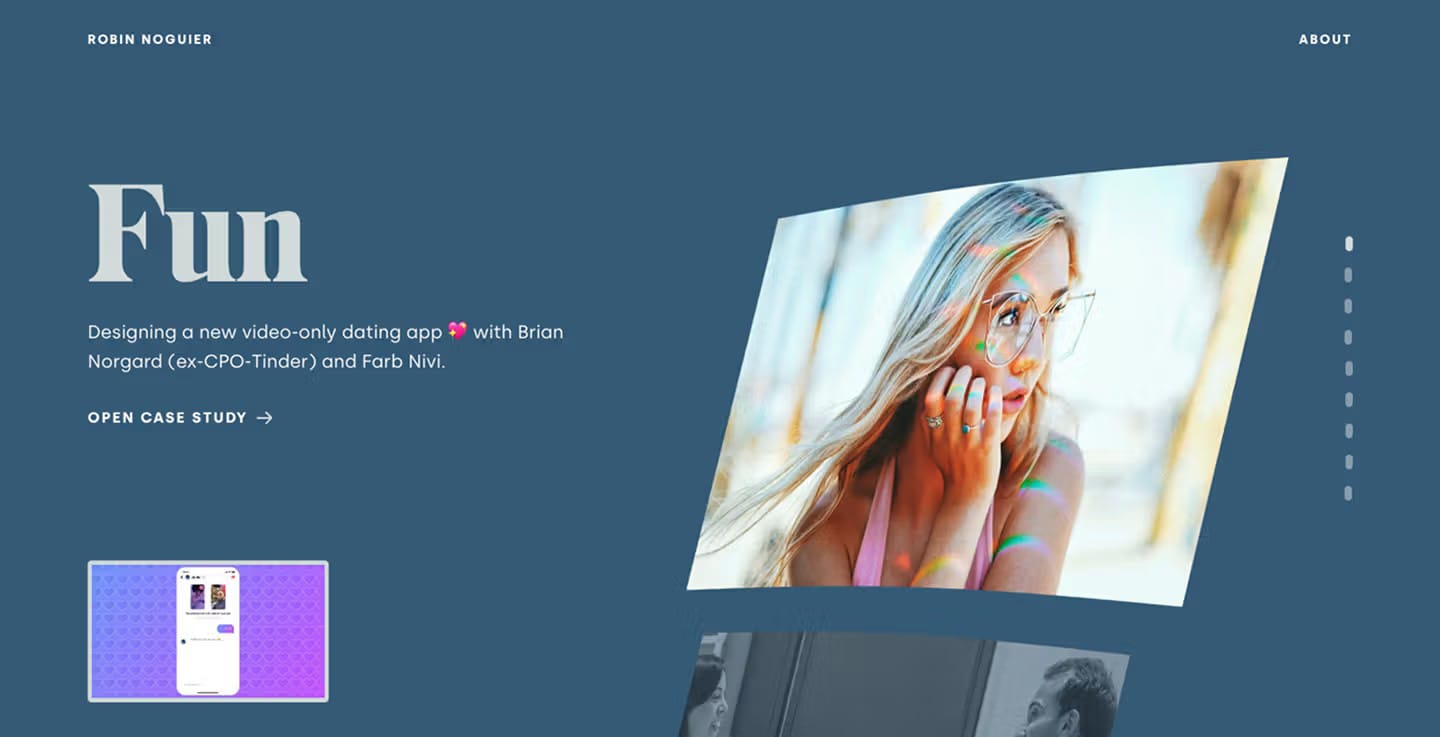 ROBIN NOGUIER
ABOUT
Fun
Designing a new video-only dating app 💖 with Brian
Norgard (ex-CPO-Tinder) and Farb Nivi.
OPEN CASE STUDY →